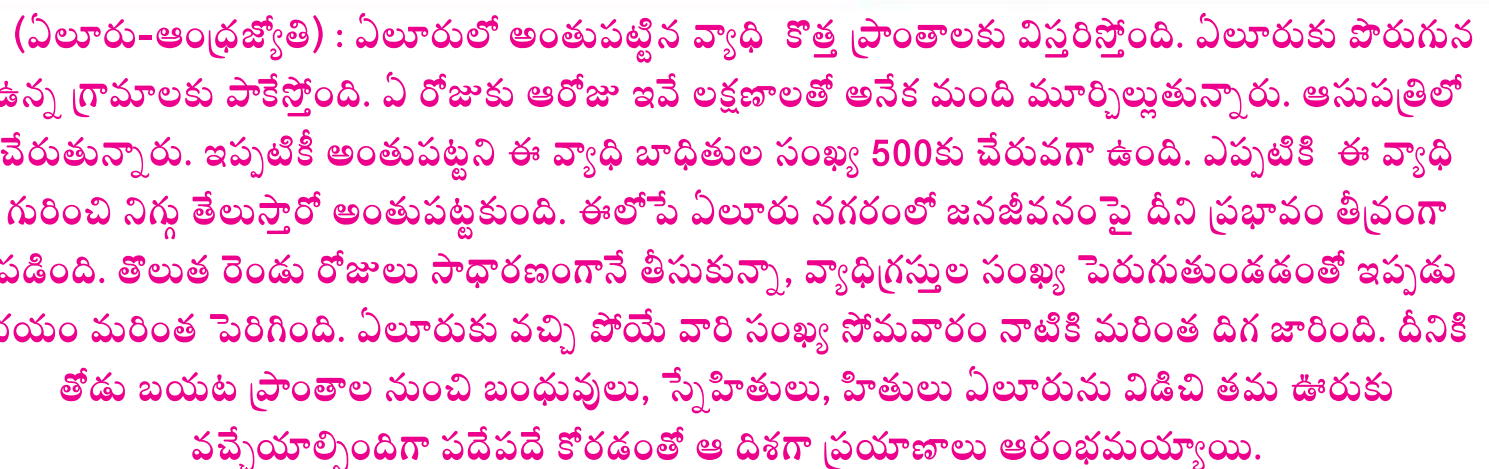 (ఏలూరు-ఆంధ్రజ్యోతి) : ఏలూరులో అంతుపట్టిన వ్యాధి కొత్త ప్రాంతాలకు విస్తరిస్తోంది. ఏలూరుకు పొరుగున
ఉన్న గ్రామాలకు పాకేస్తోంది. ఏ రోజుకు ఆరోజు ఇవే లక్షణాలతో అనేక మంది మూర్చిల్లుతున్నారు. ఆసుపత్రిలో
చేరుతున్నారు. ఇప్పటికీ అంతుపట్టని ఈ వ్యాధి బాధితుల సంఖ్య 500కు చేరువగా ఉంది. ఎప్పటికి ఈ వ్యాధి
గురించి నిగ్గు తేలుస్తారో అంతుపట్టకుంది. ఈలోపే ఏలూరు నగరంలో జనజీవనంపై దీని ప్రభావం తీవ్రంగా
పడింది. తొలుత రెండు రోజులు సాధారణంగానే తీసుకున్నా, వ్యాధిగ్రస్తుల సంఖ్య పెరుగుతుండడంతో ఇప్పడు
భయం మరింత పెరిగింది. ఏలూరుకు వచ్చి పోయే వారి సంఖ్య సోమవారం నాటికి మరింత దిగ జారింది. దీనికి
తోడు బయట ప్రాంతాల నుంచి బంధువులు, స్నేహితులు, హితులు ఏలూరును విడిచి తమ ఊరుకు
వచ్చేయాల్సిందిగా పదేపదే కోరడంతో ఆ దిశగా ప్రయాణాలు ఆరంభమయ్యాయి.